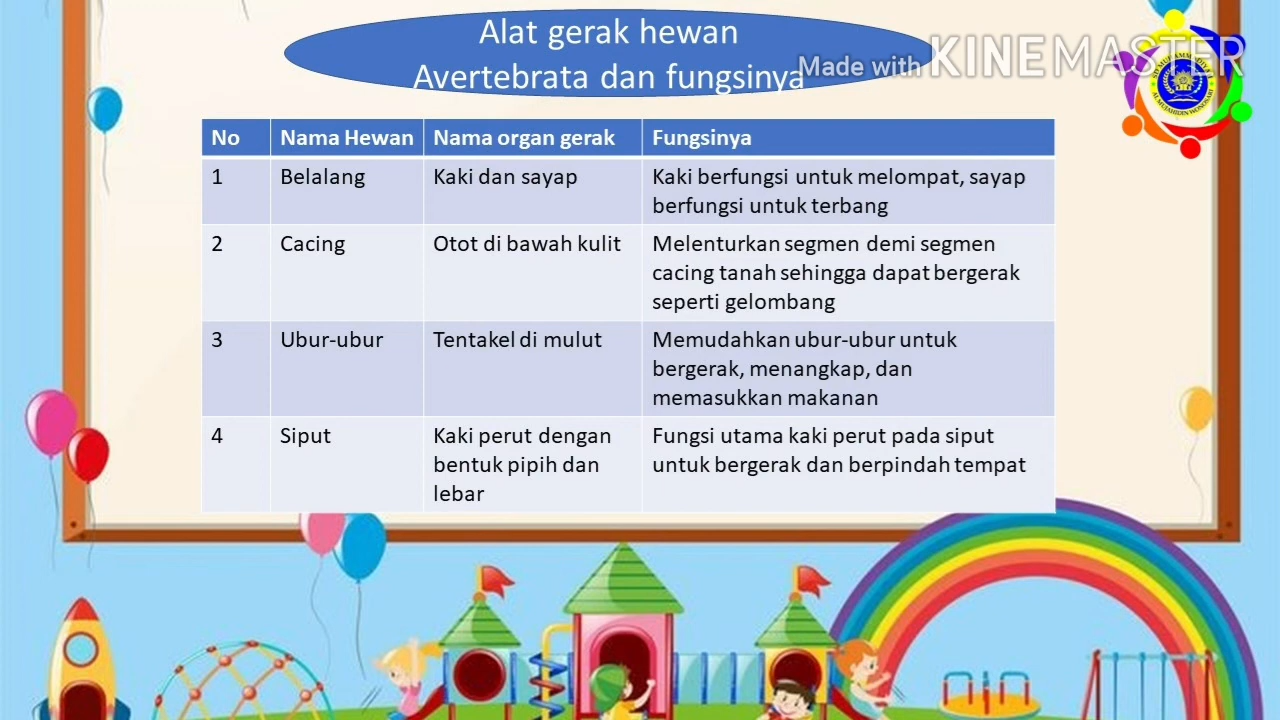 Alat gerak hewan
Avertebrata dan fungsinya
Made with KINEMASTER
No Nama Hewan Nama organ gerak Fungsinya
1 Belalang Kaki dan sayap Kaki berfungsi untuk melompat, sayap
berfungsi untuk terbang
2 Cacing Otot di bawah kulit Melenturkan segmen demi segmen
cacing tanah sehingga dapat bergerak
seperti gelombang
3 Ubur-ubur Tentakel di mulut Memudahkan ubur-ubur untuk
bergerak, menangkap, dan
memasukkan makanan
4 Siput Kaki perut dengan Fungsi utama kaki perut pada siput
bentuk pipih dan untuk bergerak dan berpindah tempat
lebar